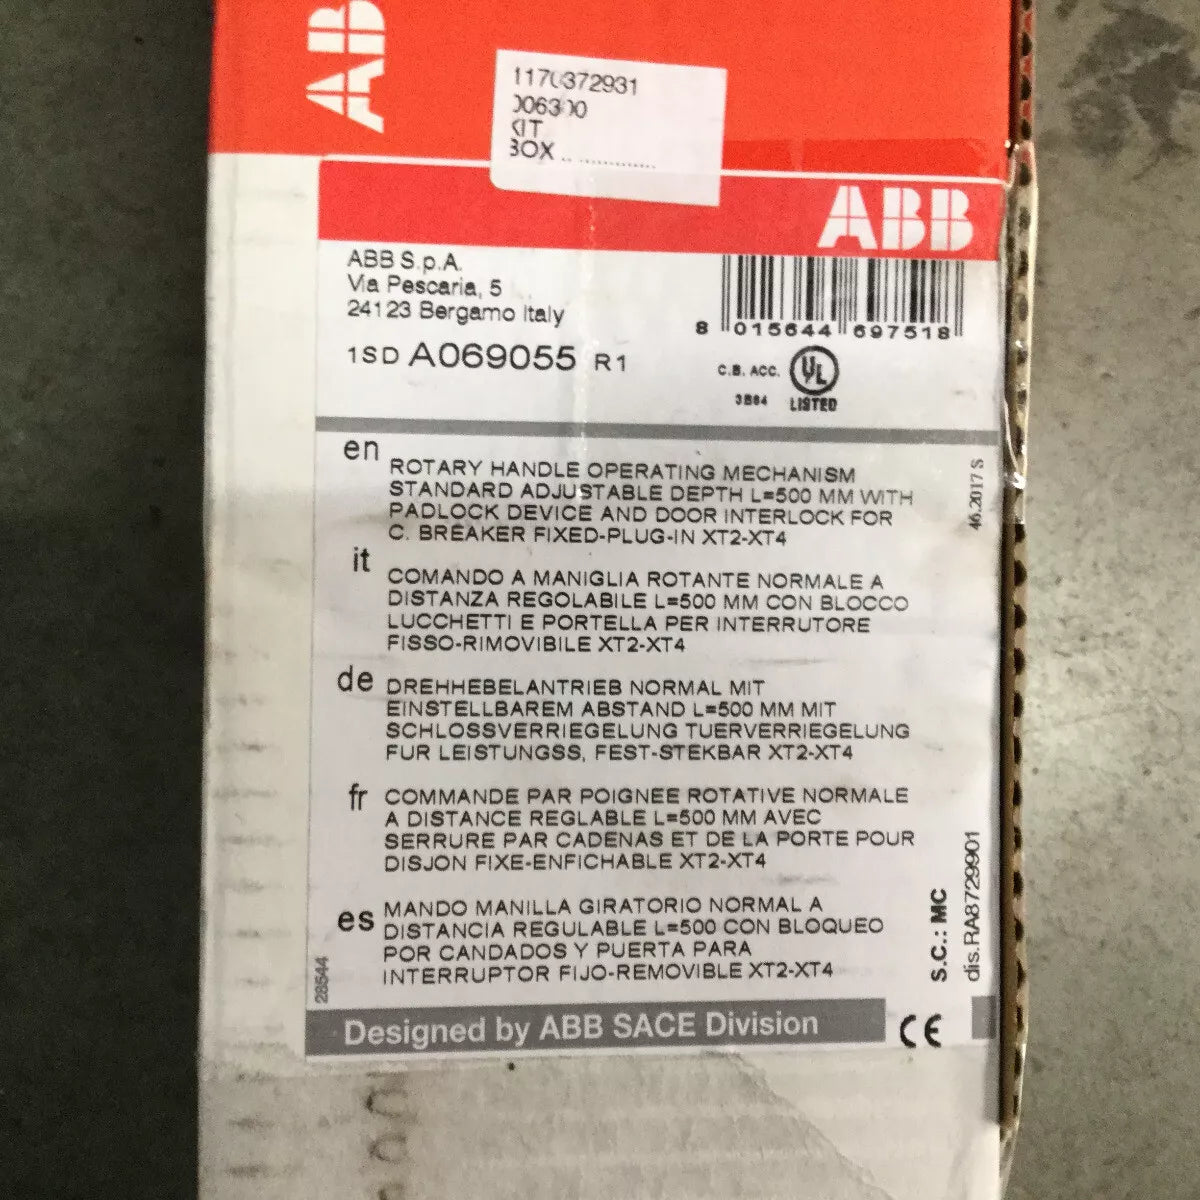 ABB
372931
KIT
BOX
ABB
ABB S.p.A.
Via Pescaria, 5
24123 Bergamo Italy
8 015644 697518
1SD A069055 R1
C.B. ACC.
UL
LISTED
en
ROTARY HANDLE OPERATING MECHANISM
STANDARD ADJUSTABLE DEPTH L=500 MM WITH
PADLOCK DEVICE AND DOOR INTERLOCK FOR
C. BREAKER FIXED-PLUG-IN XT2-XT4
it
COMANDO A MANIGLIA ROTANTE NORMALE A
DISTANZA REGOLABILE L=500 MM CON BLOCCO
LUCCHETTI E PORTELLA PER INTERRUTORE
FISSO-RIMOVIBILE XT2-XT4
de
DREHHEBELANTRIEB NORMAL MIT
EINSTELLBAREM ABSTAND L=500 MM MIT
SCHLOSSVERRIEGELUNG TUERVERRIEGELUNG
FUR LEISTUNGSS, FEST-STEKBAR XT2-XT4
fr
COMMANDE PAR POIGNEE ROTATIVE NORMALE
A DISTANCE REGLABLE L=500 MM AVEC
SERRURE PAR CADENAS ET DE LA PORTE POUR
DISJON FIXE-ENFICHABLE XT2-XT4
es
MANDO MANILLA GIRATORIO NORMAL A
DISTANCIA REGULABLE L=500 CON BLOQUEO
POR CANDADOS Y PUERTA PARA
INTERRUPTOR FIJO-REMOVIBLE XT2-XT4
46.2017 S
S.C.: MC
dis.RA8729901
28544
Designed by ABB SACE Division
CE